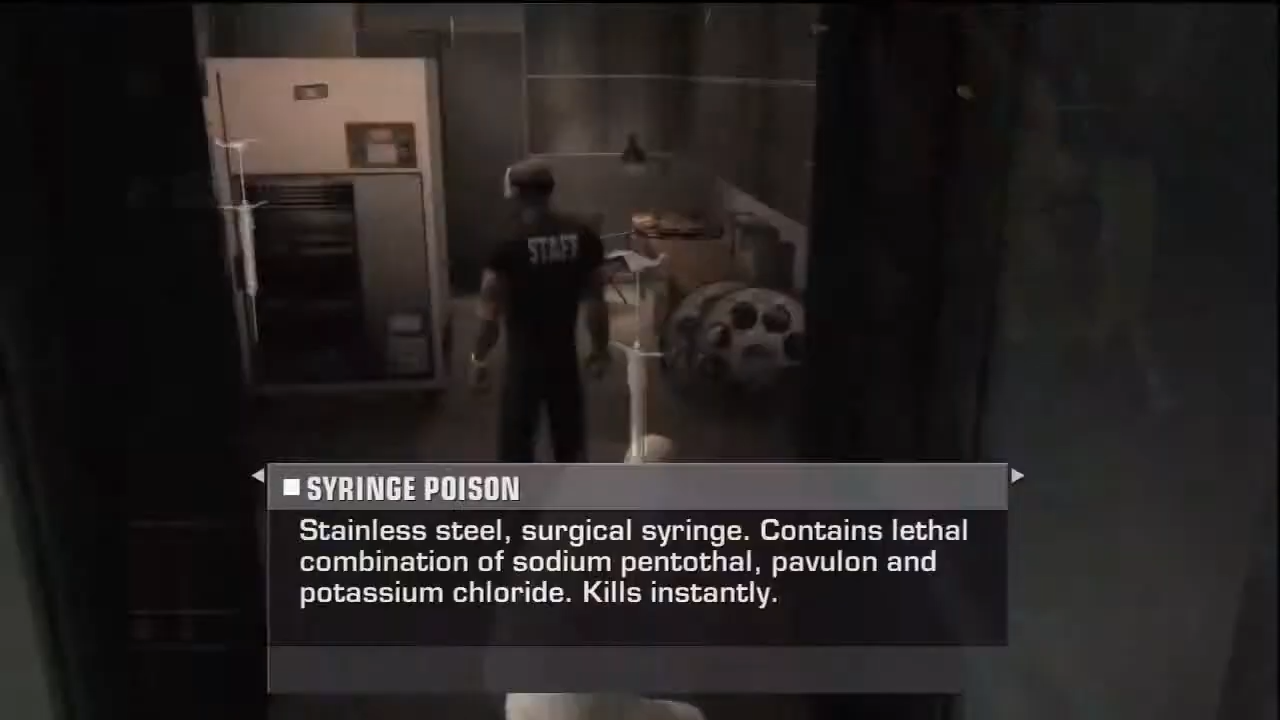 STAFF
SYRINGE POISON
Stainless steel, surgical syringe. Contains lethal
combination of sodium pentothal, pavulon and
potassium chloride. Kills instantly.